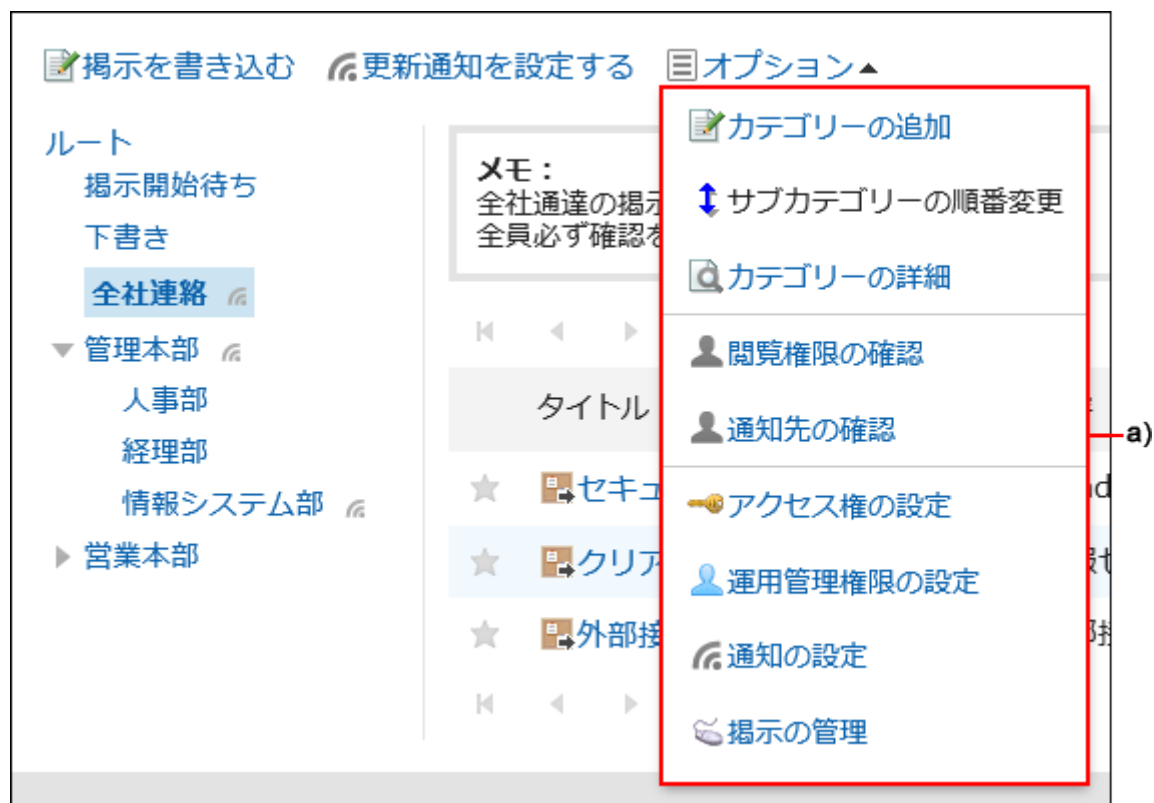 掲示を書き込む 更新通知を設定する オプション
ルート
掲示開始待ち
下書き
全社連絡
管理本部
人事部
経理部
情報システム部
営業本部
メモ：
全社通達の掲示
全員必ず確認を
タイトル
セキュ
クリア
外部接
カテゴリーの追加
サブカテゴリーの順番変更
カテゴリーの詳細
閲覧権限の確認
通知先の確認
アクセス権の設定
運用管理権限の設定
通知の設定
掲示の管理
a)